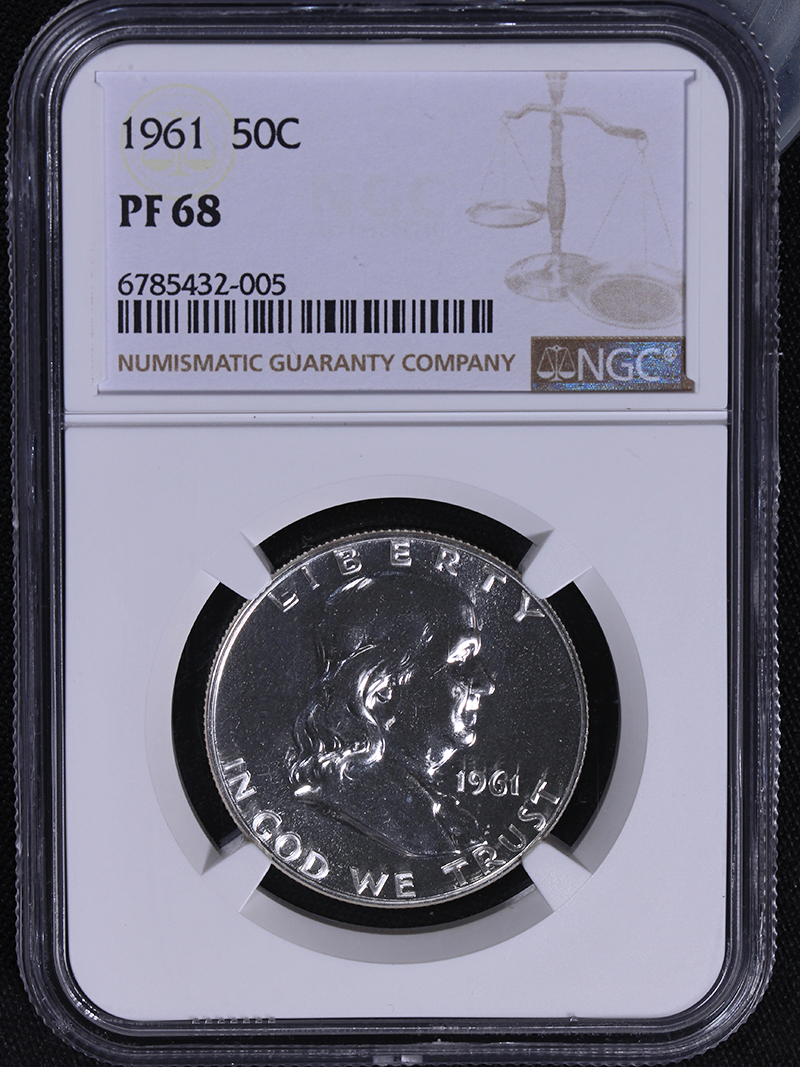 1961 50C
PF 68
6785432-005
NUMISMATIC GUARANTY COMPANY
NGC®
LIBERTY
1961
IN GOD WE TRUST